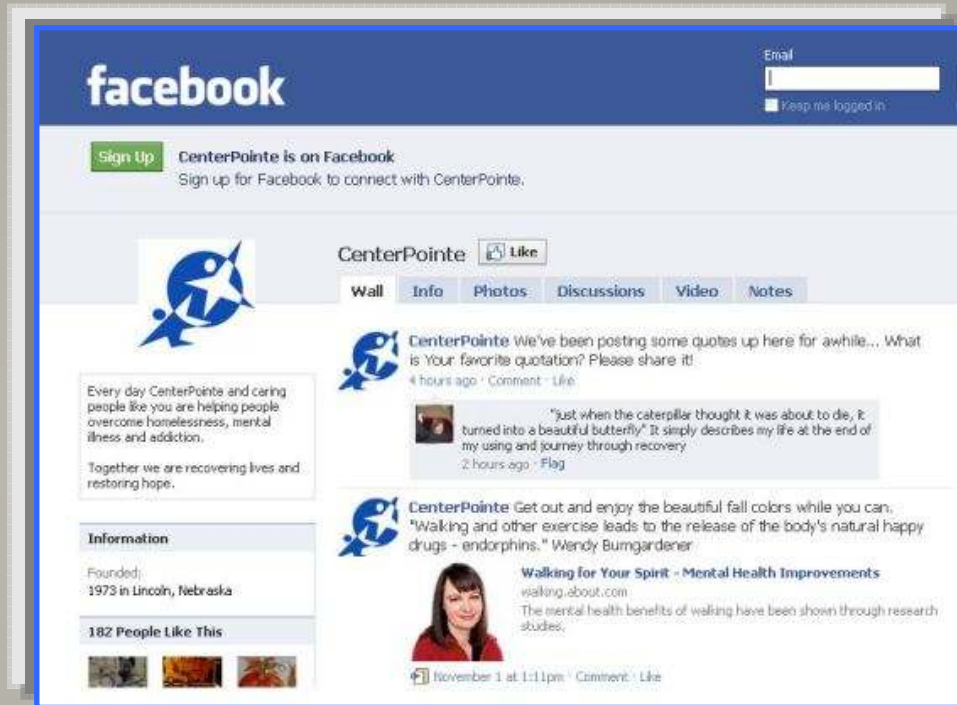 facebook
Email
Keep me logged in
Sign Up
CenterPointe is on Facebook
Sign up for Facebook to connect with CenterPointe.
CenterPointe
Like
Wall Info Photos Discussions Video Notes
Every day CenterPointe and caring
people like you are helping people
overcome homelessness, mental
illness and addiction.
Together we are recovering lives and
restoring hope.
Information
Founded:
1973 in Lincoln, Nebraska
182 People Like This
CenterPointe We've been posting some quotes up here for awhile... What
is Your favorite quotation? Please share it!
4 hours ago · Comment · Like
"just when the caterpillar thought it was about to die, it
turned into a beautiful butterfly" It simply describes my life at the end of
my using and journey through recovery
2 hours ago · Flag
CenterPointe Get out and enjoy the beautiful fall colors while you can.
"Walking and other exercise leads to the release of the body's natural happy
drugs - endorphins." Wendy Bumgardener
Walking for Your Spirit - Mental Health Improvements
walking.about.com
The mental health benefits of walking have been shown through research
studies.
November 1 at 1:11pm · Comment · Like